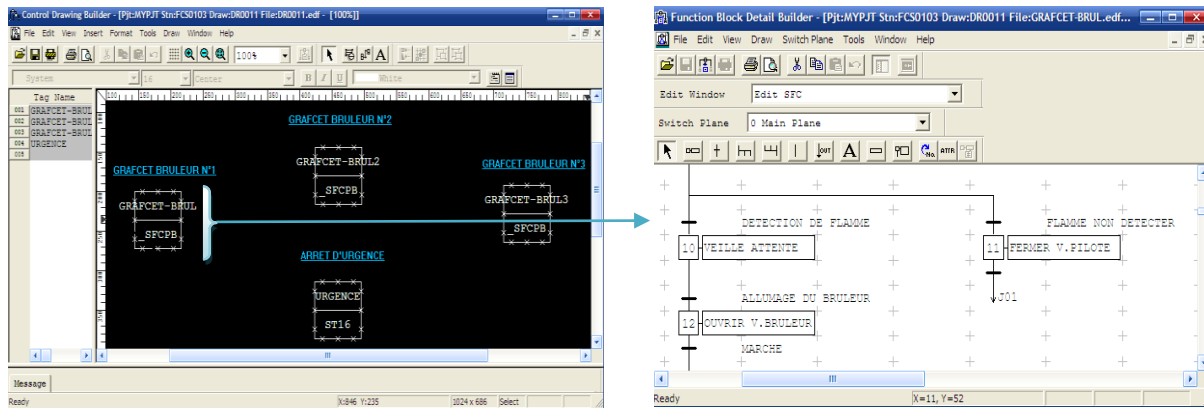 Control Drawing Builder - [Pjt:MYPJT Stn:FCS0103 Draw:DR0011 File:DR0011.edf - [100%]]
File Edit View Insert Format Tools Draw Window Help
100%
System 16 Center B I U White
Tag Name
001 GRAFCET-BRUL
002 GRAFCET-BRUL
003 GRAFCET-BRUL
004 URGENCE
005
GRAFCET BRULEUR N°2
GRAFCET-BRUL2
_SFCPB
GRAFCET BRULEUR N°1
GRAFCET-BRUL
_SFCPB
GRAFCET BRULEUR N°3
GRAFCET-BRUL3
_SFCPB
ARRET D'URGENCE
URGENCE
ST16
Message
Ready X:846 Y:235 1024 x 686 Select
Function Block Detail Builder - [Pjt:MYPJT Stn:FCS0103 Draw:DR0011 File:GRAFCET-BRUL.edf...
File Edit View Draw Switch Plane Tools Window Help
Edit Window Edit SFC
Switch Plane 0 Main Plane
OUT A No. ATTR
DETECTION DE FLAMME FLAMME NON DETECTER
10 VEILLE ATTENTE 11 FERMER V.PILOTE
ALLUMAGE DU BRULEUR J01
12 OUVRIR V.BRULEUR
MARCHE
Ready X=11, Y=52